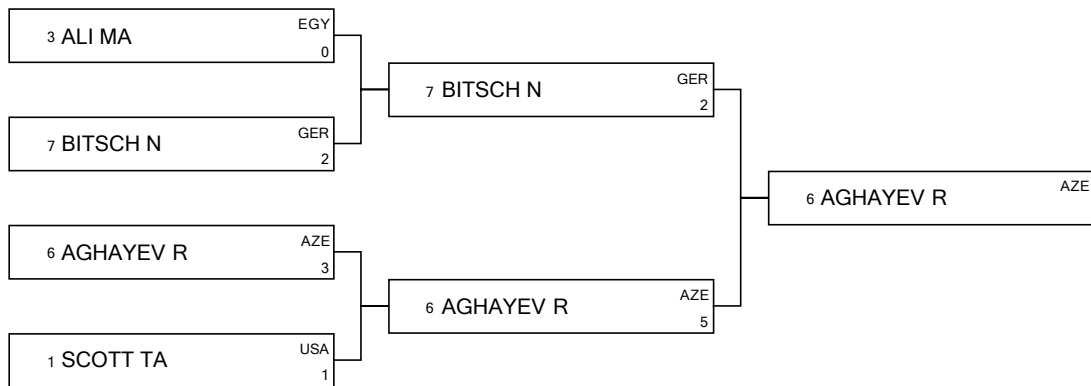 3 ALI MA EGY
0
7 BITSCH N GER
2
7 BITSCH N GER
2
6 AGHAYEV R AZE
6 AGHAYEV R AZE
3
6 AGHAYEV R AZE
5
1 SCOTT TA USA
1